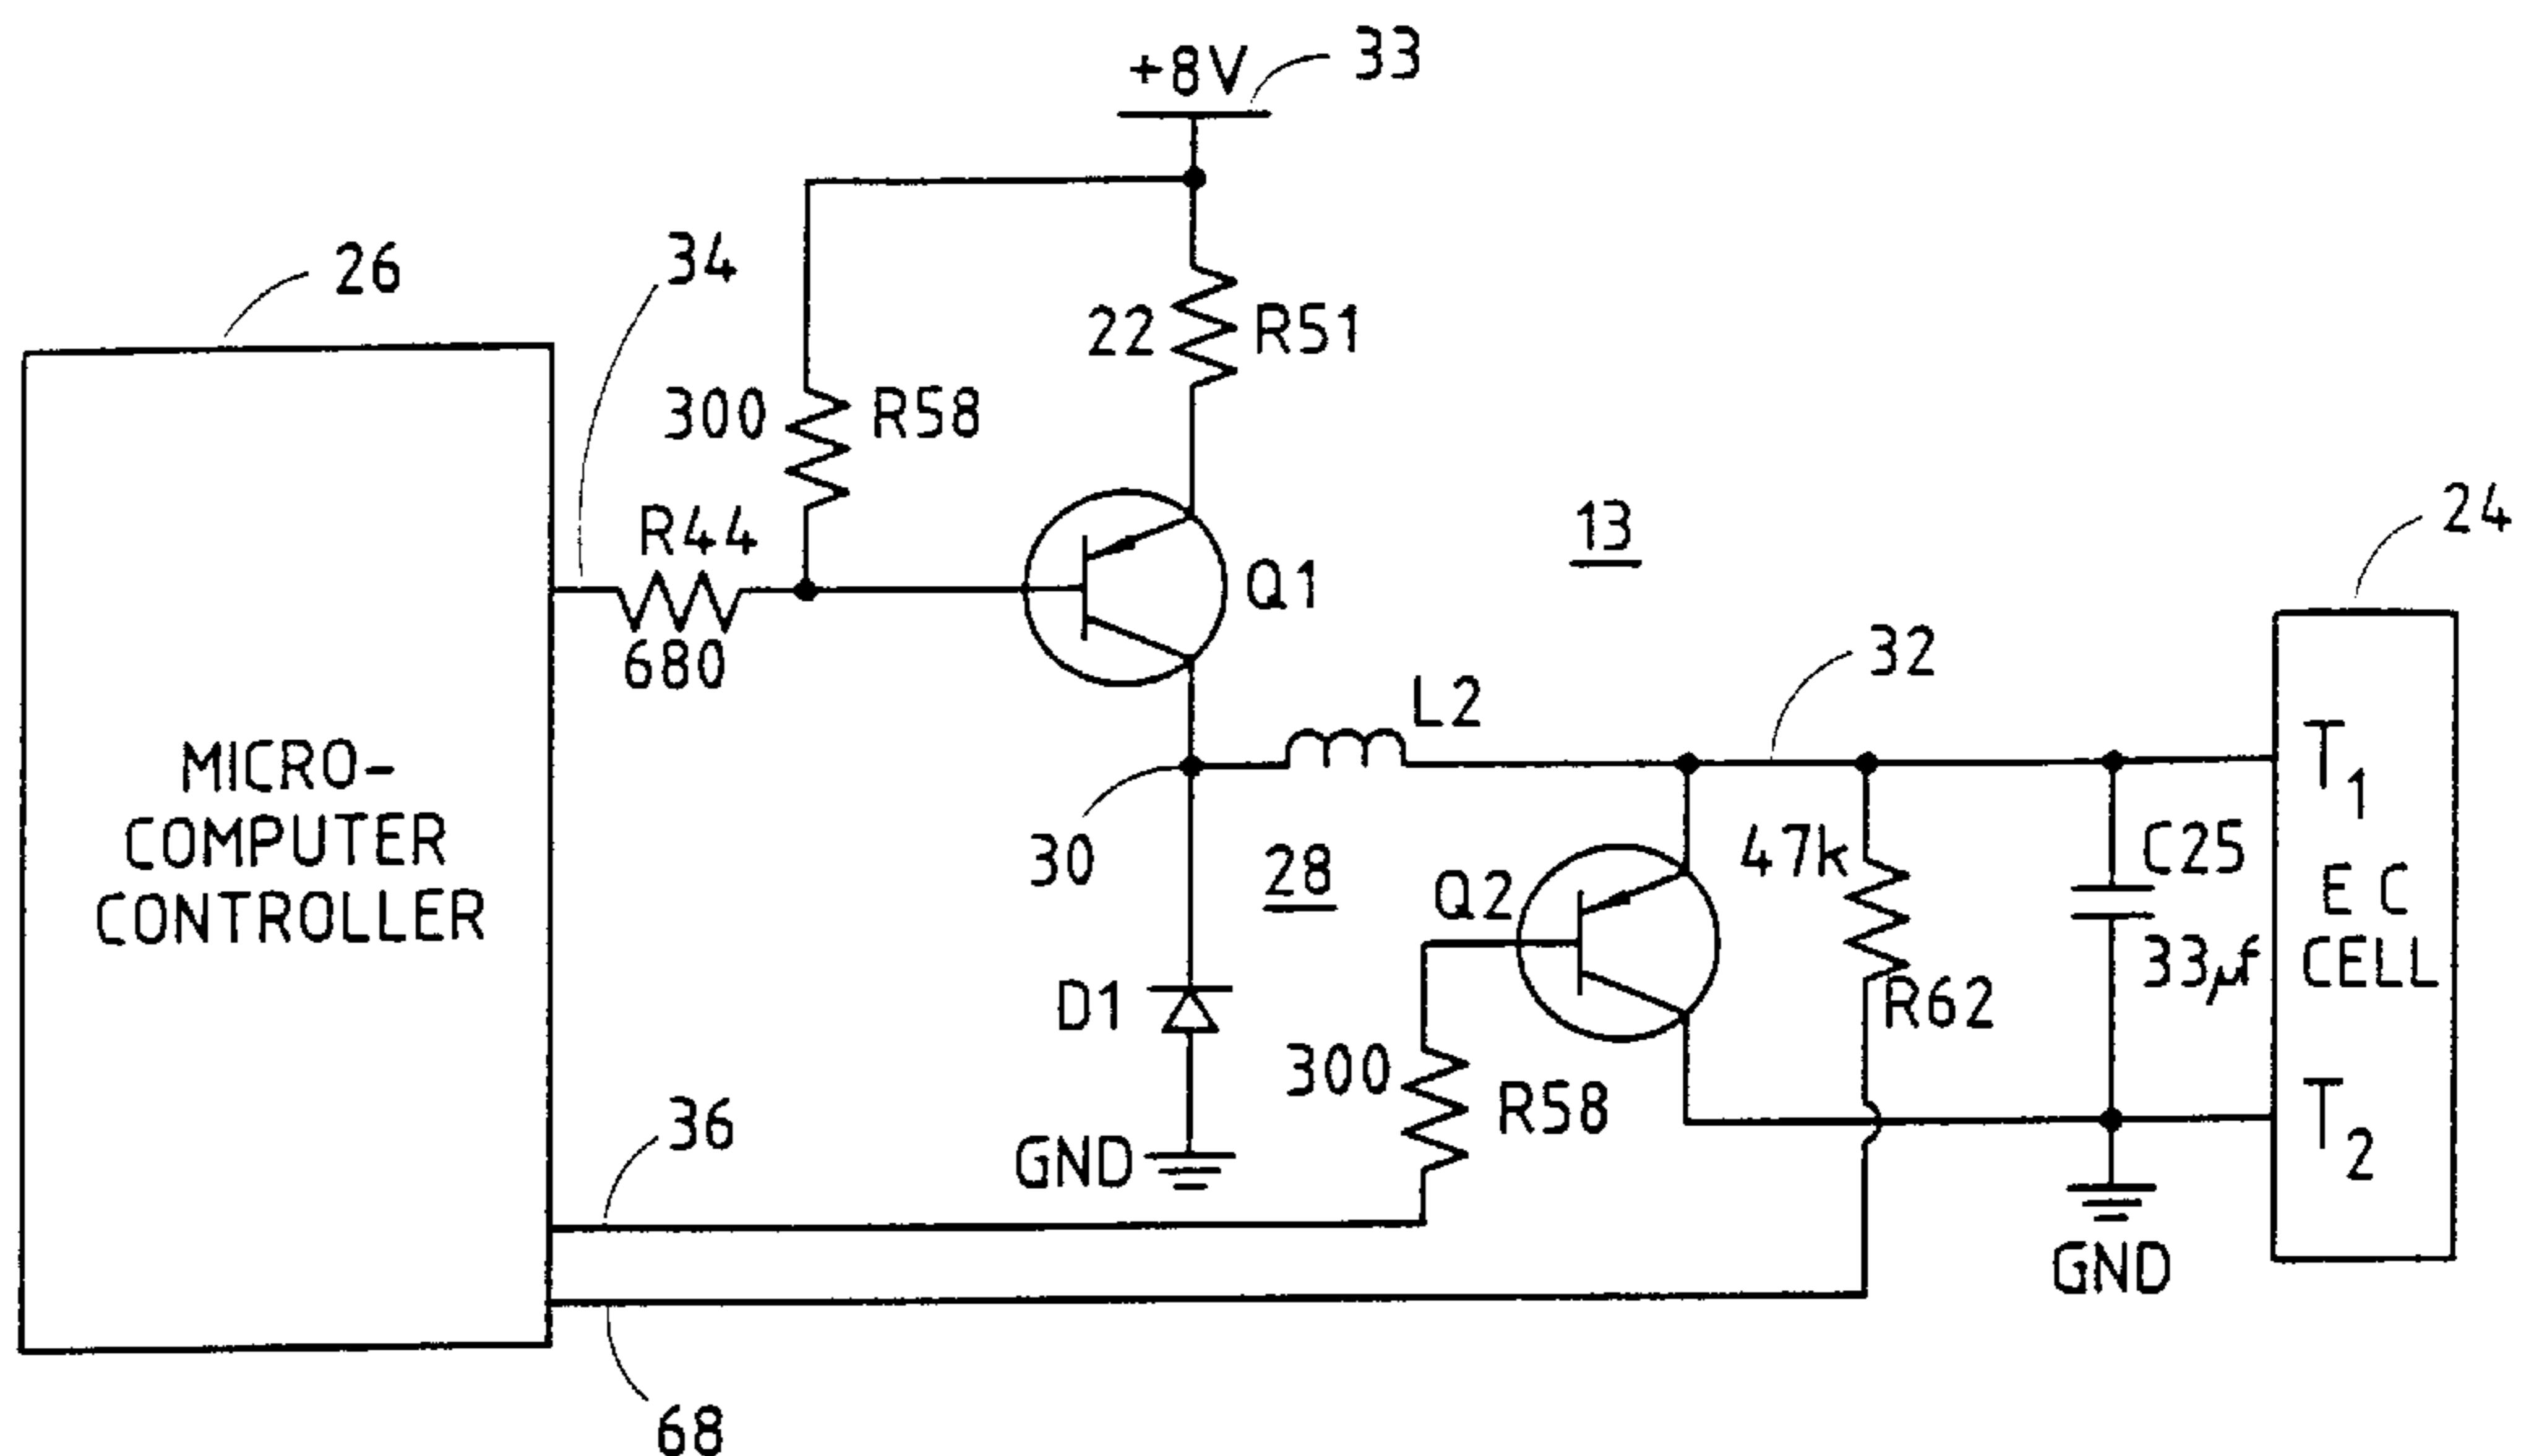 +8V
33
26
34
22
R51
300
R58
R44
680
Q1
13
24
32
L2
MICRO-
COMPUTER
CONTROLLER
30
28
Q2
47k
C25
33µf
R62
T1
E C
CELL
T2
D1
300
R58
GND
36
GND
68